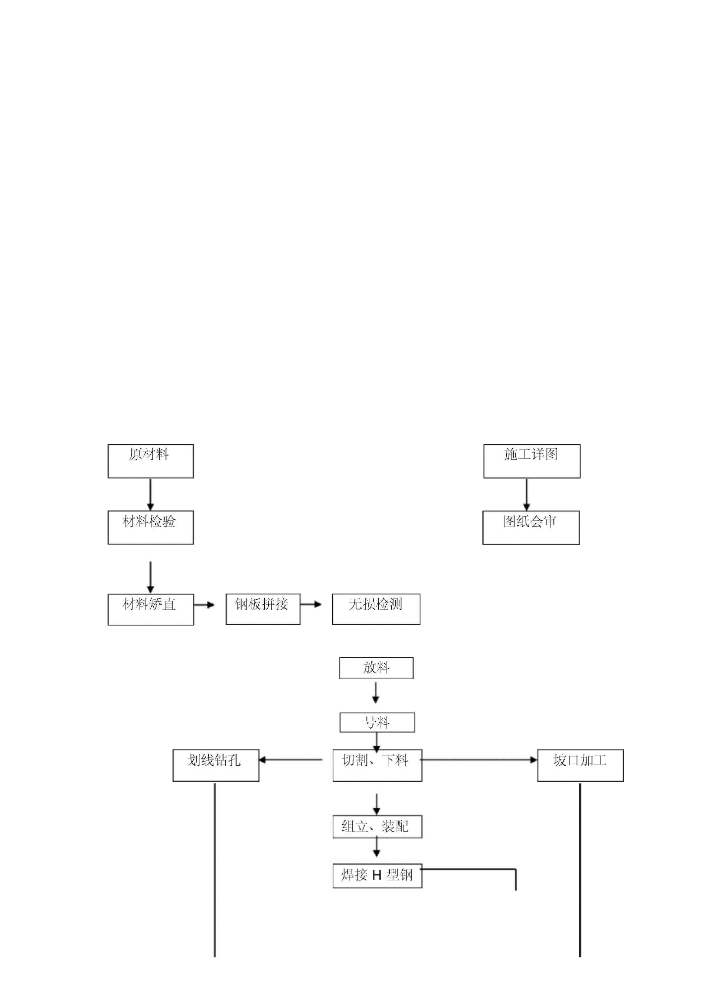 原材料
施工详图
材料检验
图纸会审
材料矫直
钢板拼接
无损检测
放料
号料
划线钻孔
切割、下料
坡口加工
组立、装配
焊接 H 型钢